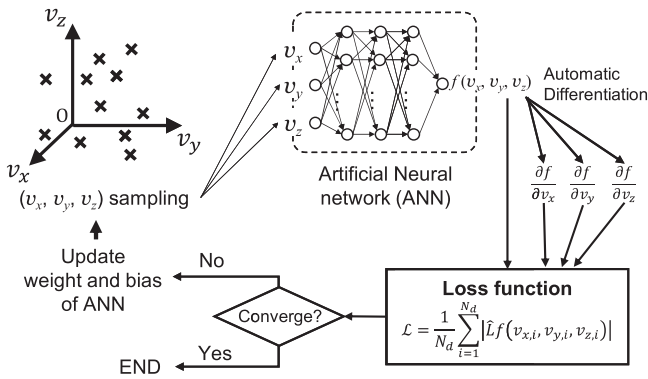 v_z
O
v_y
v_x
(v_x, v_y, v_z) sampling
v_x
v_y
v_z
f(v_x, v_y, v_z)
Artificial Neural
network (ANN)
Automatic
Differentiation
∂f/∂v_x ∂f/∂v_y ∂f/∂v_z
Loss function
ℒ = 1/N_d ∑_{i=1}^{N_d} |L̂f(v_{x,i}, v_{y,i}, v_{z,i})|
Converge?
No
Yes
Update
weight and bias
of ANN
END